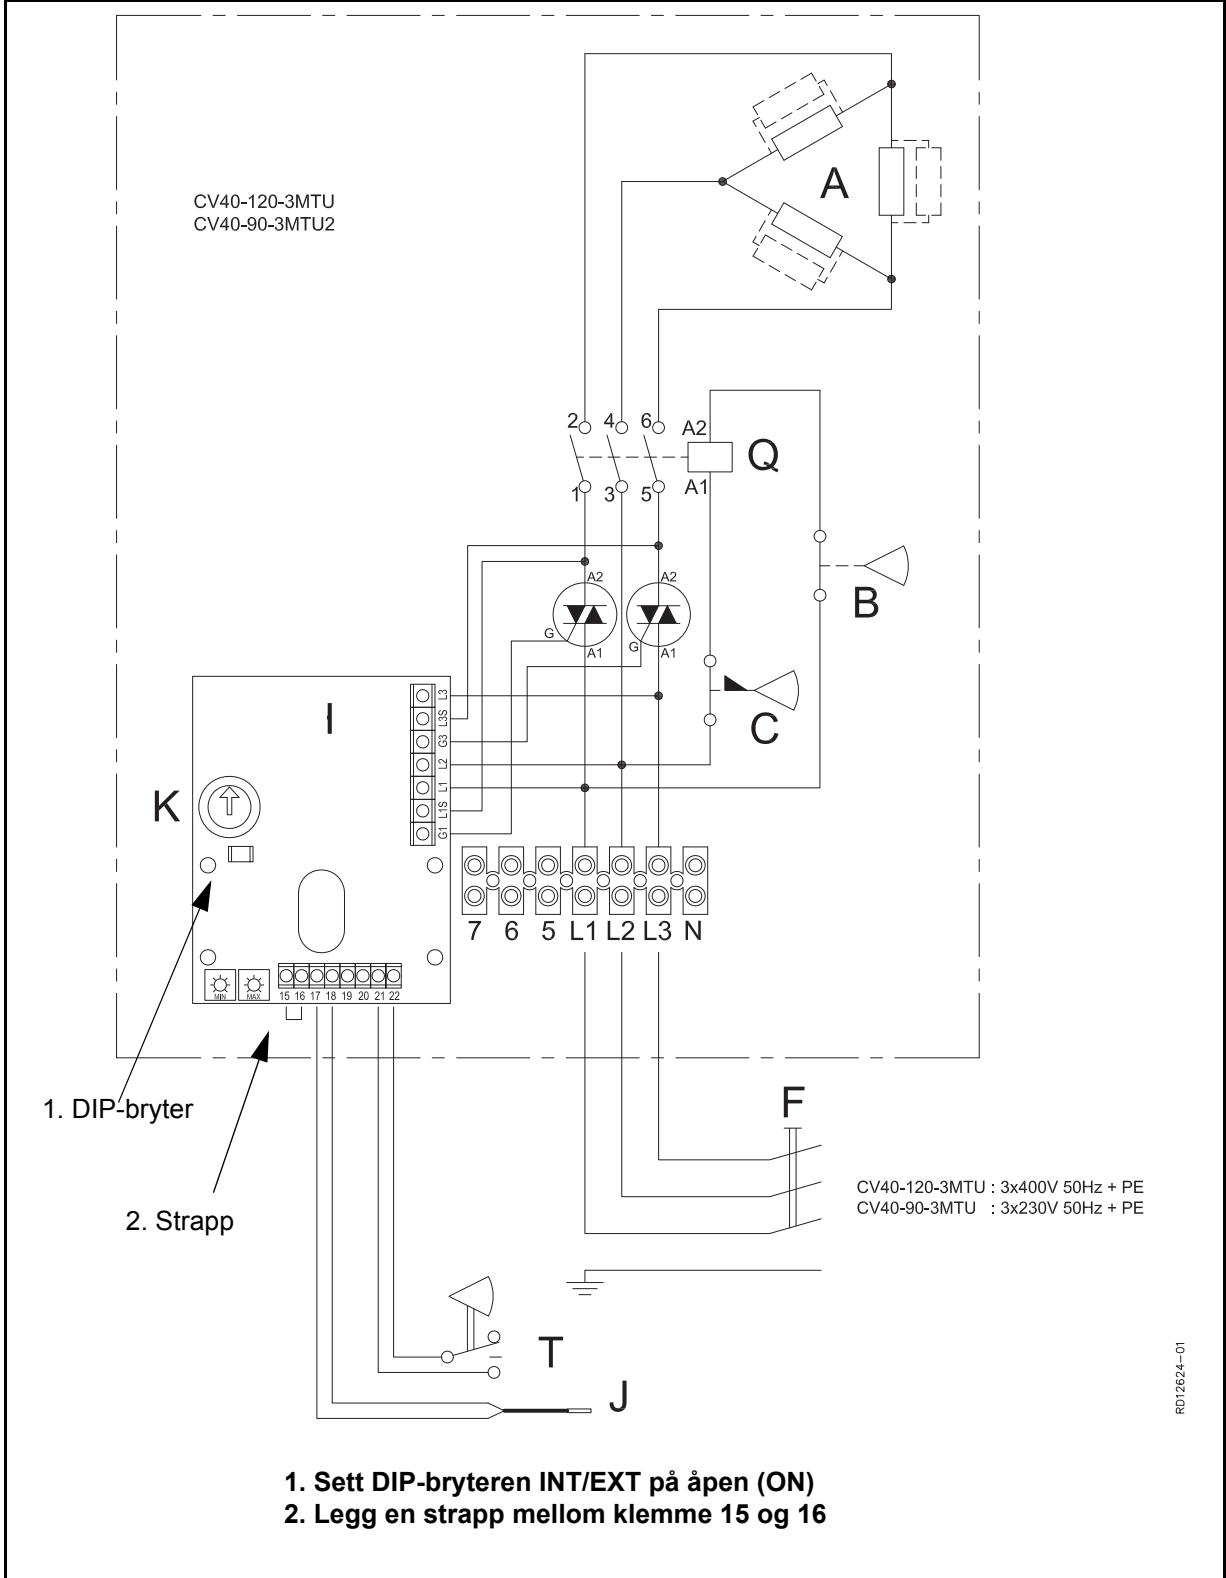 CV40-120-3MTU
CV40-90-3MTU2
A
2 4 6 A2
Q
1 3 5 A1
A2 A2
B
G G
A1 A1
C
I
L3
L3S
G3
L2
L1
L1S
G1
K
7 6 5 L1 L2 L3 N
MIN MAX
15 16 17 18 19 20 21 22
1. DIP-bryter
F
2. Strapp
CV40-120-3MTU : 3x400V 50Hz + PE
CV40-90-3MTU : 3x230V 50Hz + PE
T
J
RD12624-01
1. Sett DIP-bryteren INT/EXT på åpen (ON)
2. Legg en strapp mellom klemme 15 og 16